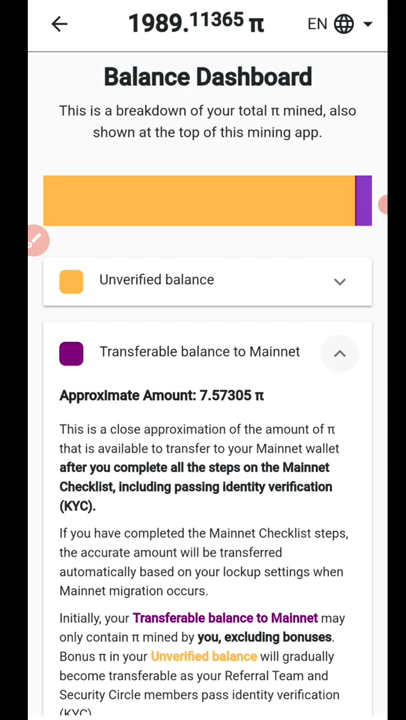 1989.11365 π EN
Balance Dashboard
This is a breakdown of your total π mined, also
shown at the top of this mining app.
Unverified balance
Transferable balance to Mainnet
Approximate Amount: 7.57305 π
This is a close approximation of the amount of π
that is available to transfer to your Mainnet wallet
after you complete all the steps on the Mainnet
Checklist, including passing identity verification
(KYC).
If you have completed the Mainnet Checklist steps,
the accurate amount will be transferred
automatically based on your lockup settings when
Mainnet migration occurs.
Initially, your Transferable balance to Mainnet may
only contain π mined by you, excluding bonuses.
Bonus π in your Unverified balance will gradually
become transferable as your Referral Team and
Security Circle members pass identity verification
(KYC)